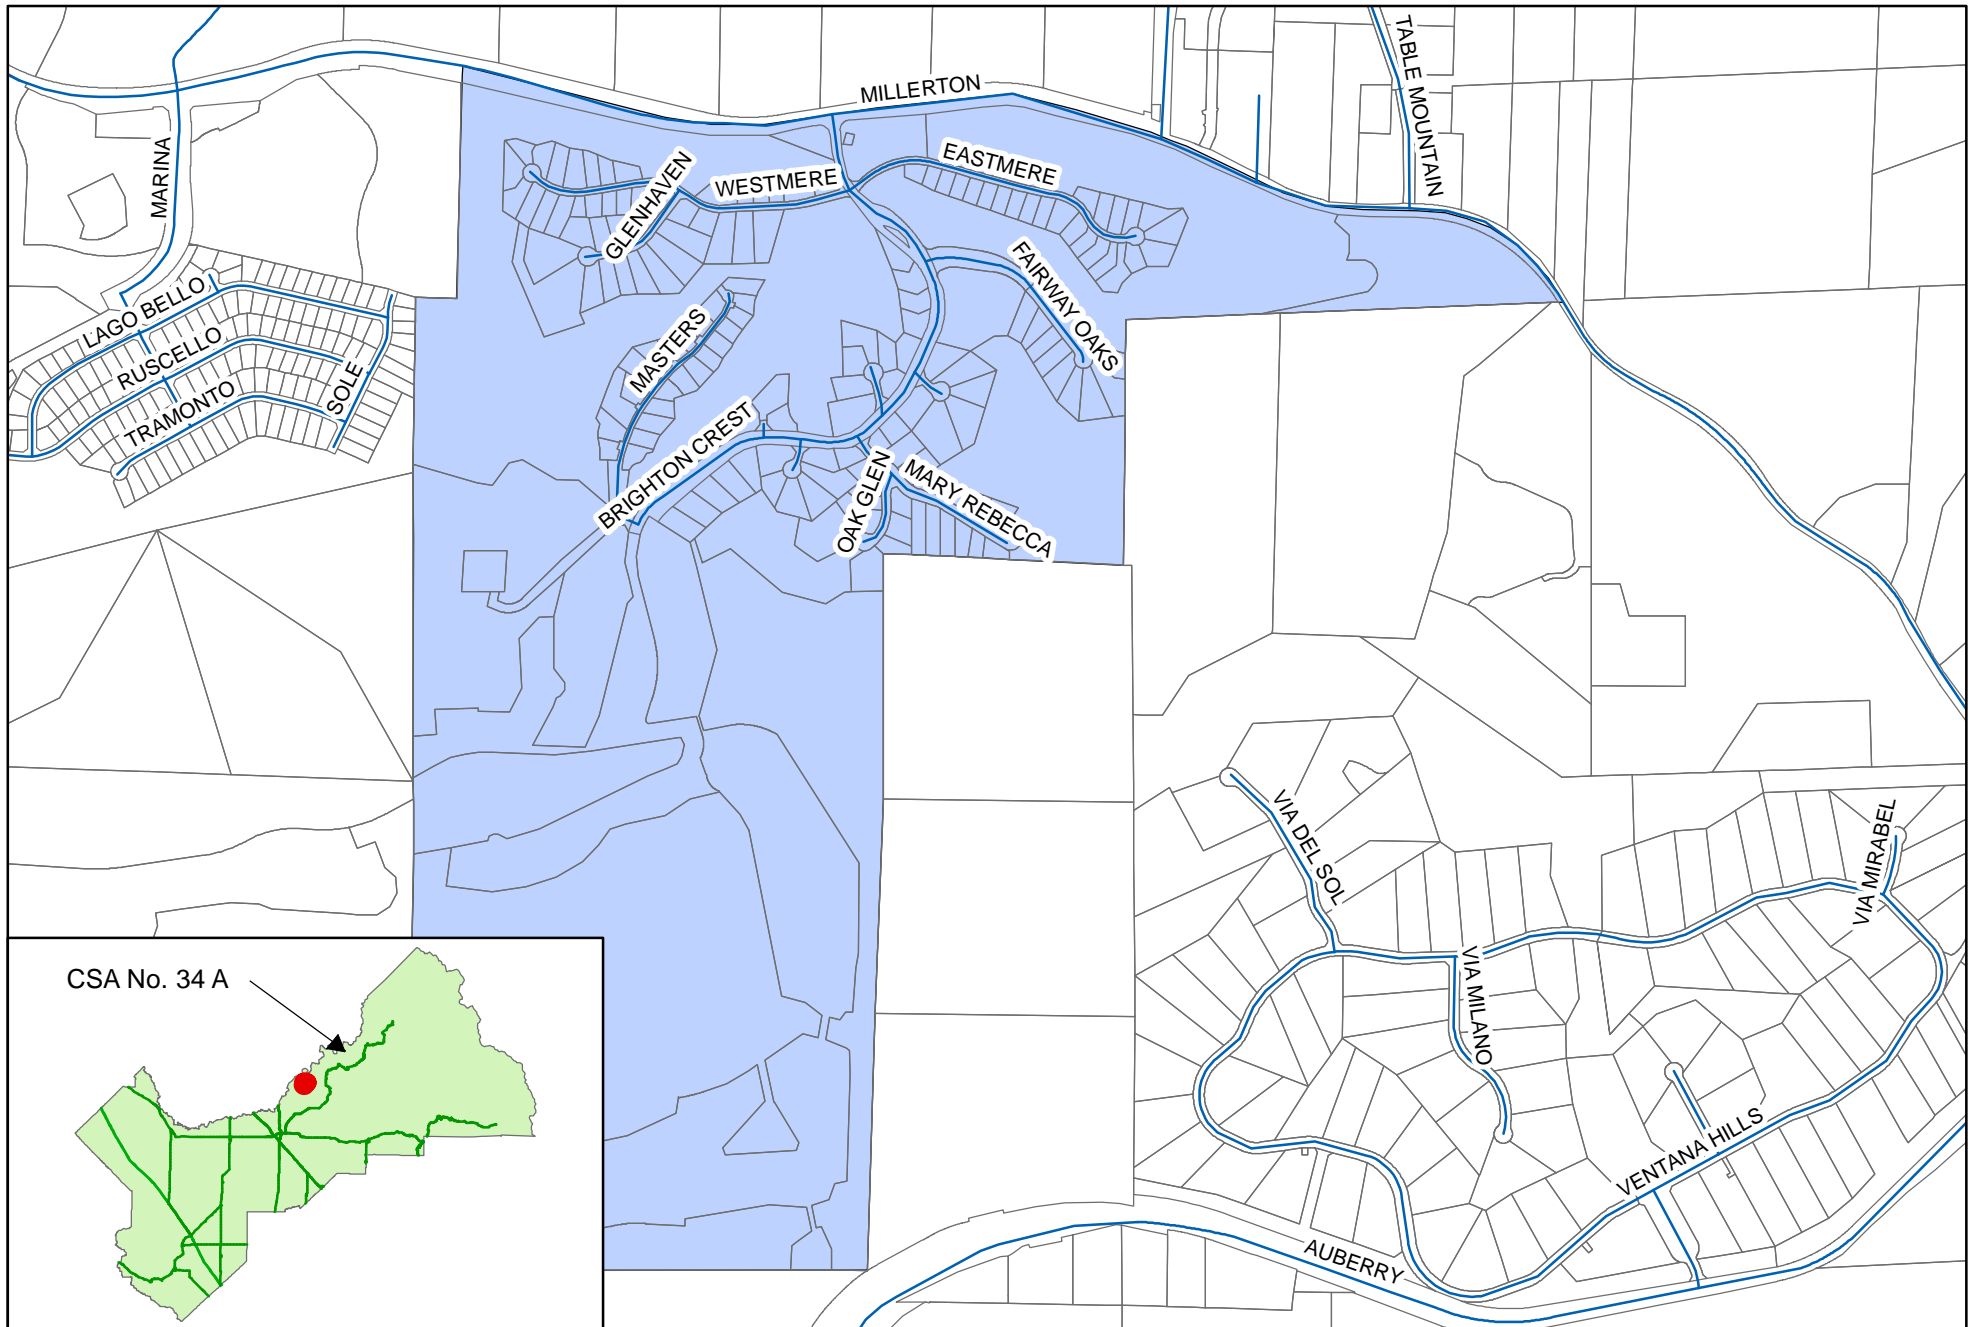 MILLERTON
TABLE MOUNTAIN
MARINA
EASTMERE
WESTMERE
GLENHAVEN
FAIRWAY OAKS
LAGO BELLO
RUSCELLO
TRAMONTO
SOLE
MASTERS
BRIGHTON CREST
OAK GLEN
MARY REBECCA
VIA DEL SOL
VIA MIRABEL
VIA MILANO
VENTANA HILLS
AUBERRY
CSA No. 34 A